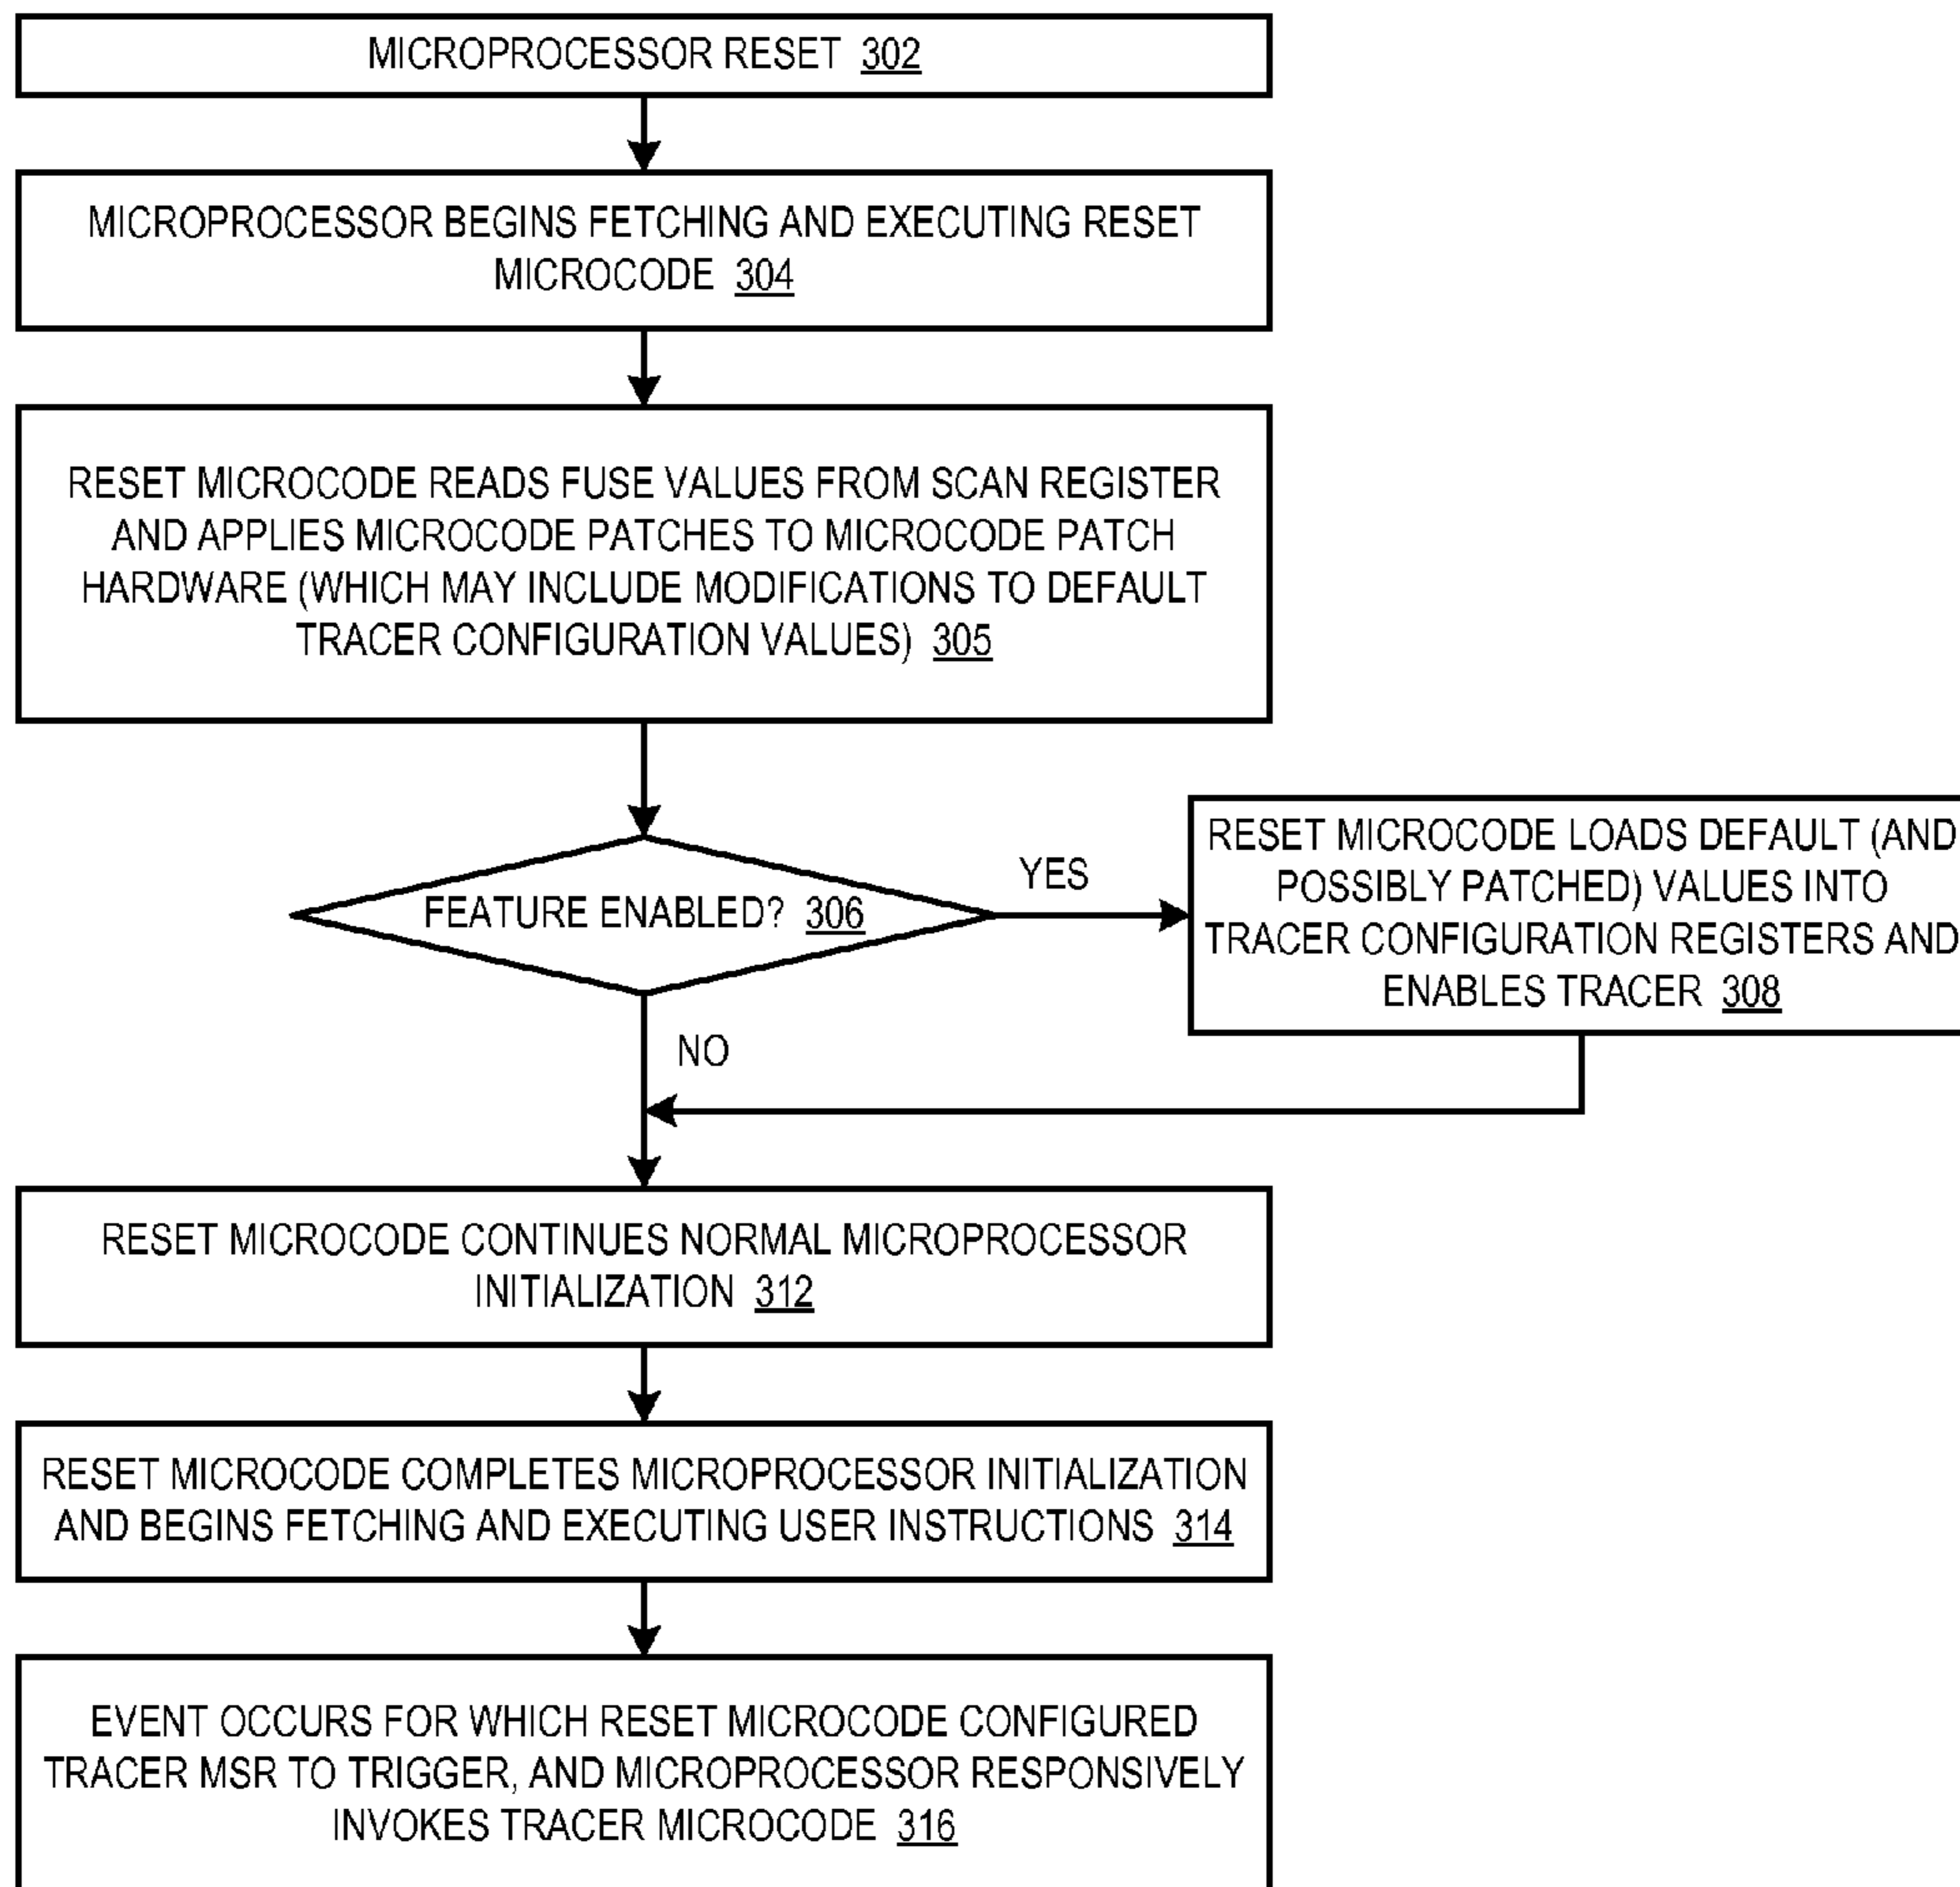 MICROPROCESSOR RESET 302
MICROPROCESSOR BEGINS FETCHING AND EXECUTING RESET
MICROCODE 304
RESET MICROCODE READS FUSE VALUES FROM SCAN REGISTER
AND APPLIES MICROCODE PATCHES TO MICROCODE PATCH
HARDWARE (WHICH MAY INCLUDE MODIFICATIONS TO DEFAULT
TRACER CONFIGURATION VALUES) 305
FEATURE ENABLED? 306
YES
RESET MICROCODE LOADS DEFAULT (AND
POSSIBLY PATCHED) VALUES INTO
TRACER CONFIGURATION REGISTERS AND
ENABLES TRACER 308
NO
RESET MICROCODE CONTINUES NORMAL MICROPROCESSOR
INITIALIZATION 312
RESET MICROCODE COMPLETES MICROPROCESSOR INITIALIZATION
AND BEGINS FETCHING AND EXECUTING USER INSTRUCTIONS 314
EVENT OCCURS FOR WHICH RESET MICROCODE CONFIGURED
TRACER MSR TO TRIGGER, AND MICROPROCESSOR RESPONSIVELY
INVOKES TRACER MICROCODE 316